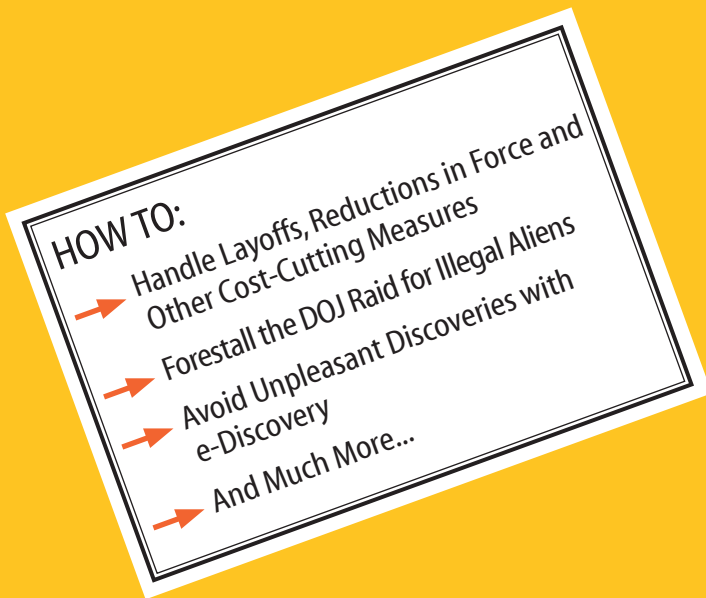 HOW TO:
Handle Layoffs, Reductions in Force and
Other Cost-Cutting Measures
Forestall the DOJ Raid for Illegal Aliens
Avoid Unpleasant Discoveries with
e-Discovery
And Much More...